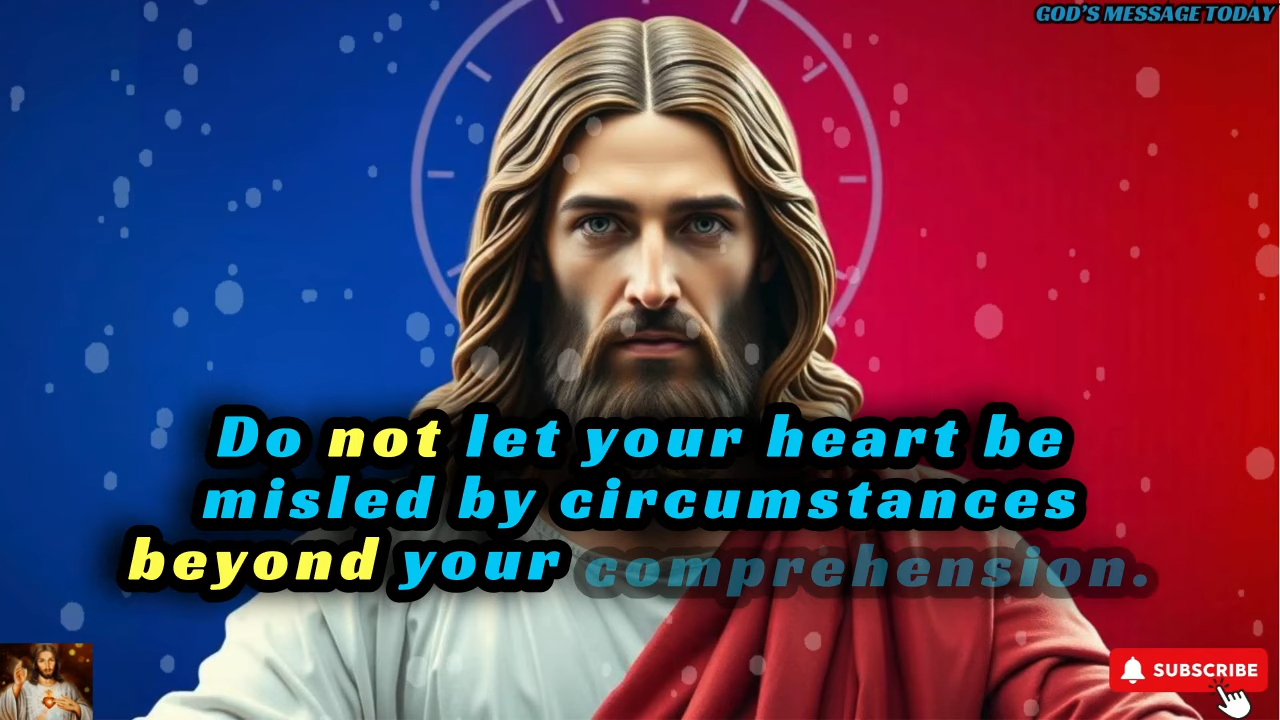 GOD'S MESSAGE TODAY
Do not let your heart be
misled by circumstances
beyond your comprehension.
SUBSCRIBE